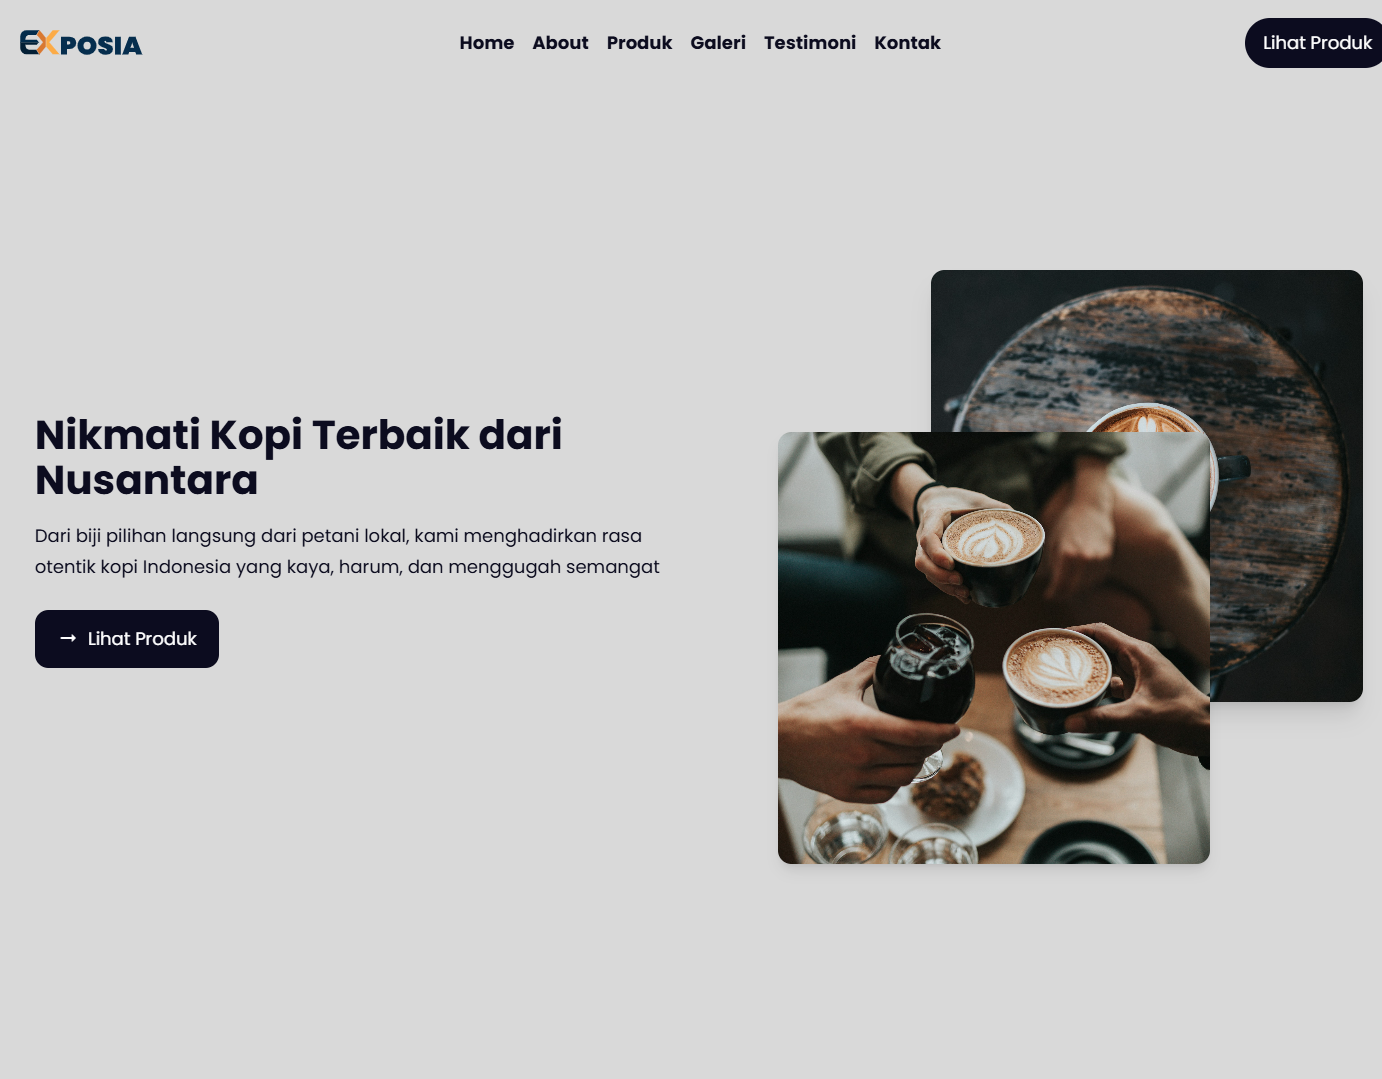 EXPOSIA
Home About Produk Galeri Testimoni Kontak
Lihat Produk
Nikmati Kopi Terbaik dari
Nusantara
Dari biji pilihan langsung dari petani lokal, kami menghadirkan rasa
otentik kopi Indonesia yang kaya, harum, dan menggugah semangat
→ Lihat Produk